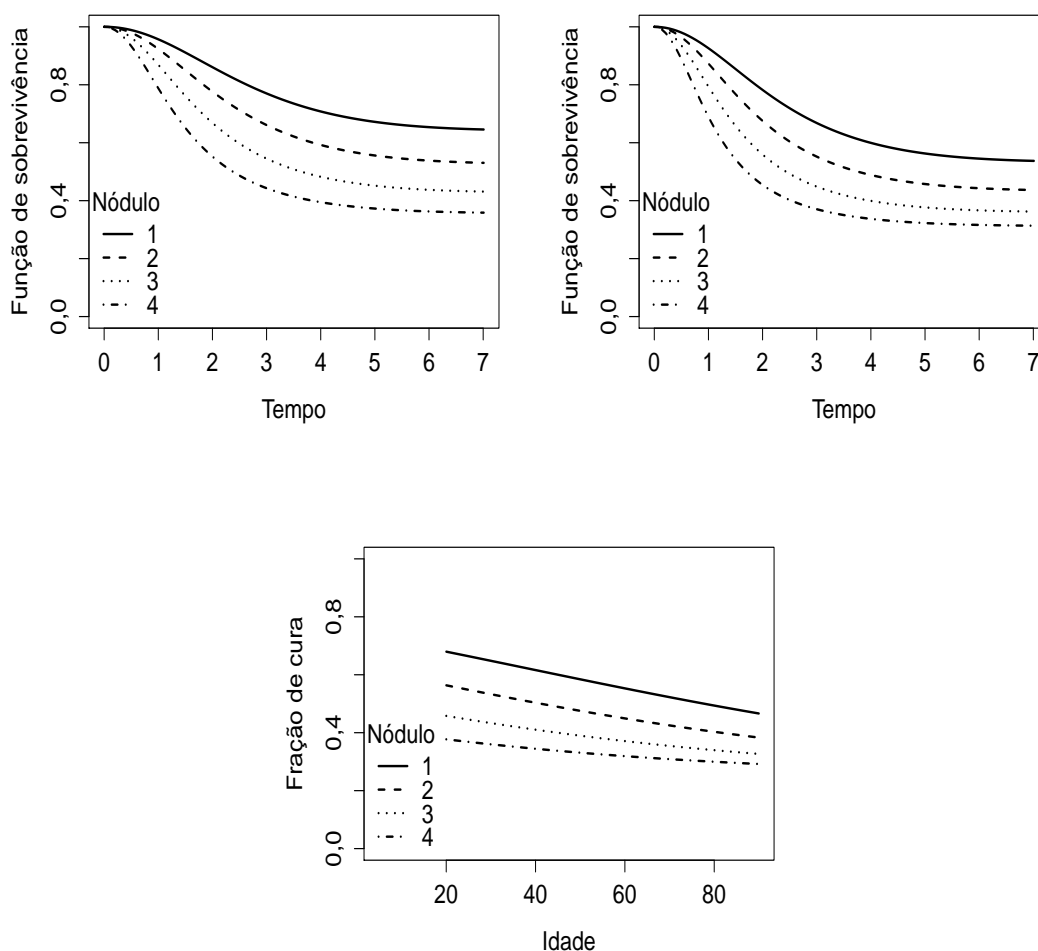 Função de sobrevivência
0,0 0,4 0,8
Nódulo
1
2
3
4
0 1 2 3 4 5 6 7
Tempo
Função de sobrevivência
0,0 0,4 0,8
Nódulo
1
2
3
4
0 1 2 3 4 5 6 7
Tempo
Fração de cura
0,0 0,4 0,8
Nódulo
1
2
3
4
20 40 60 80
Idade